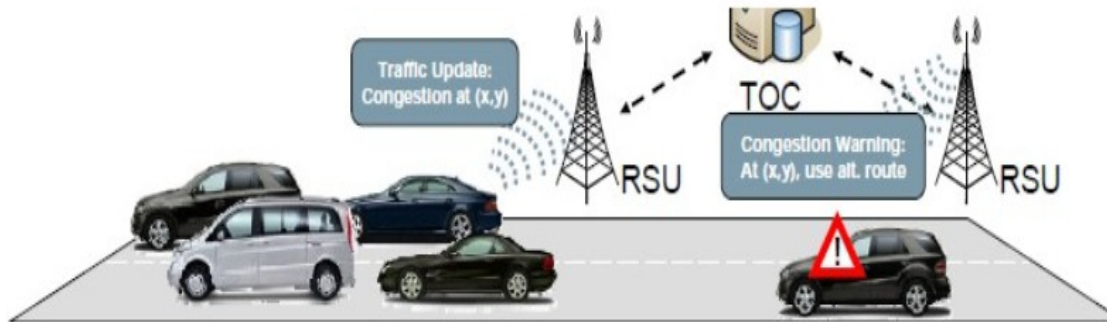 Traffic Update:
Congestion at (x,y)
TOC
Congestion Warning:
At (x,y), use alt. route
RSU
RSU
!